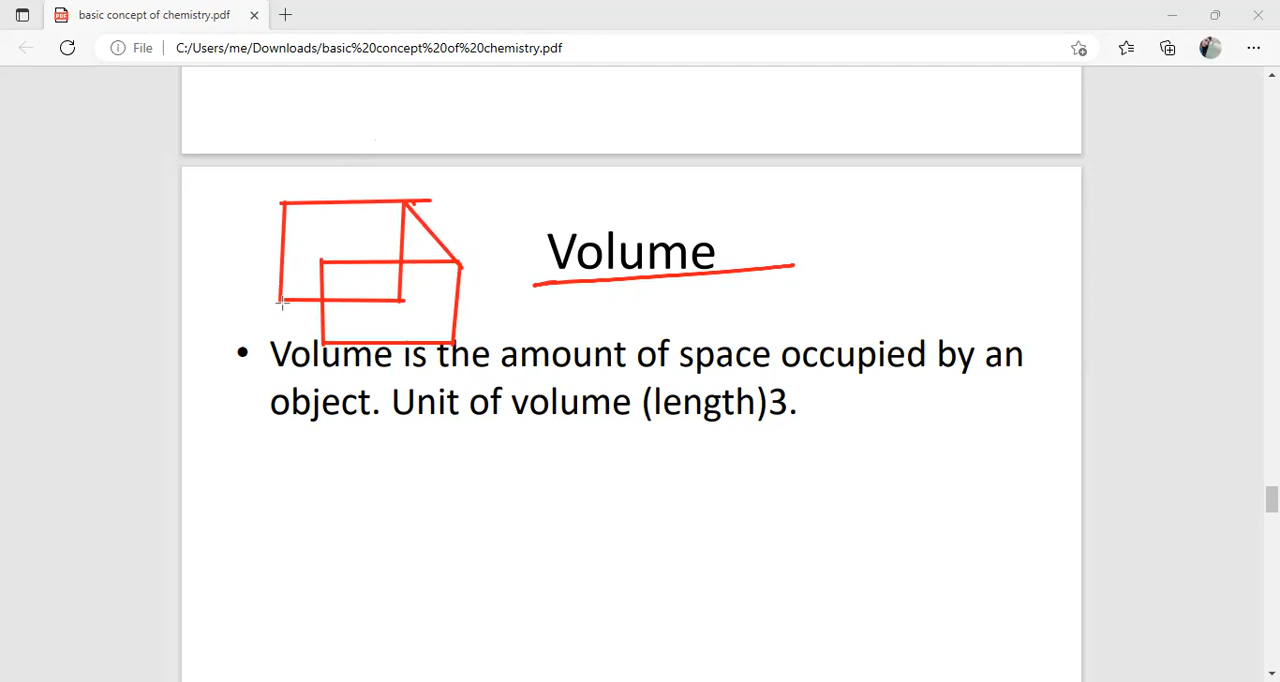 basic concept of chemistry.pdf
File
C:/Users/me/Downloads/basic%20concept%20of%20chemistry.pdf
Volume
• Volume is the amount of space occupied by an
object. Unit of volume (length)3.